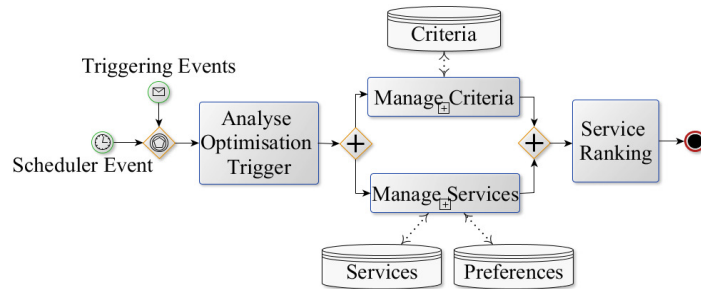 Criteria
Triggering Events
Manage Criteria
Analyse
Optimisation
Trigger
Service
Ranking
Scheduler Event
Manage Services
Services
Preferences